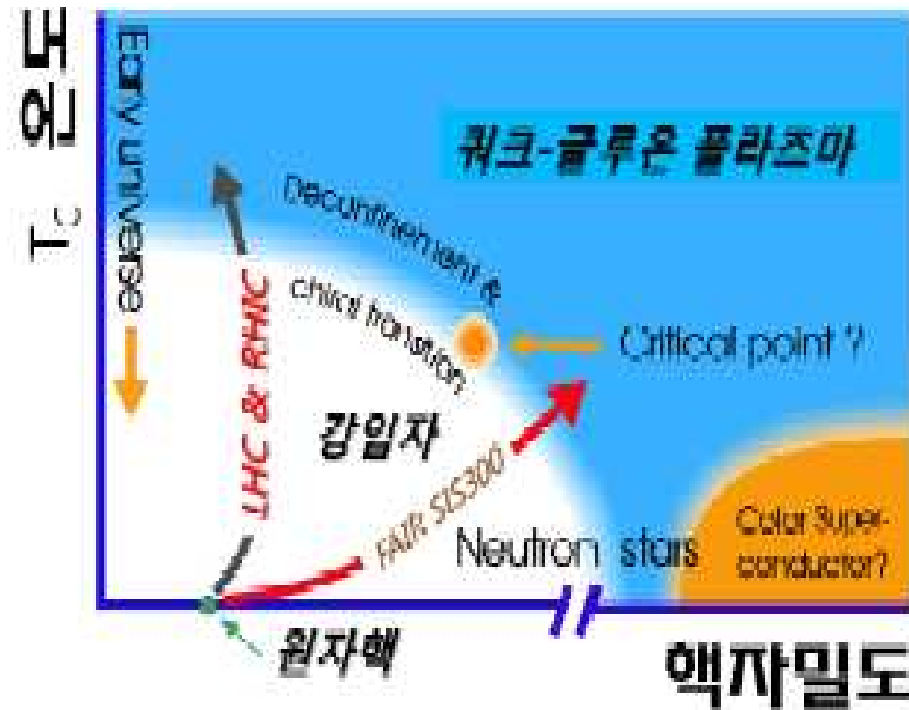 온도
T_c
Early universe
쿼크-글루온 플라즈마
Deconfinement &
chiral transition
LHC & RHIC
Critical point ?
강입자
FAIR SIS300
Neutron stars
Color Super-
conductor?
원자핵
핵자밀도